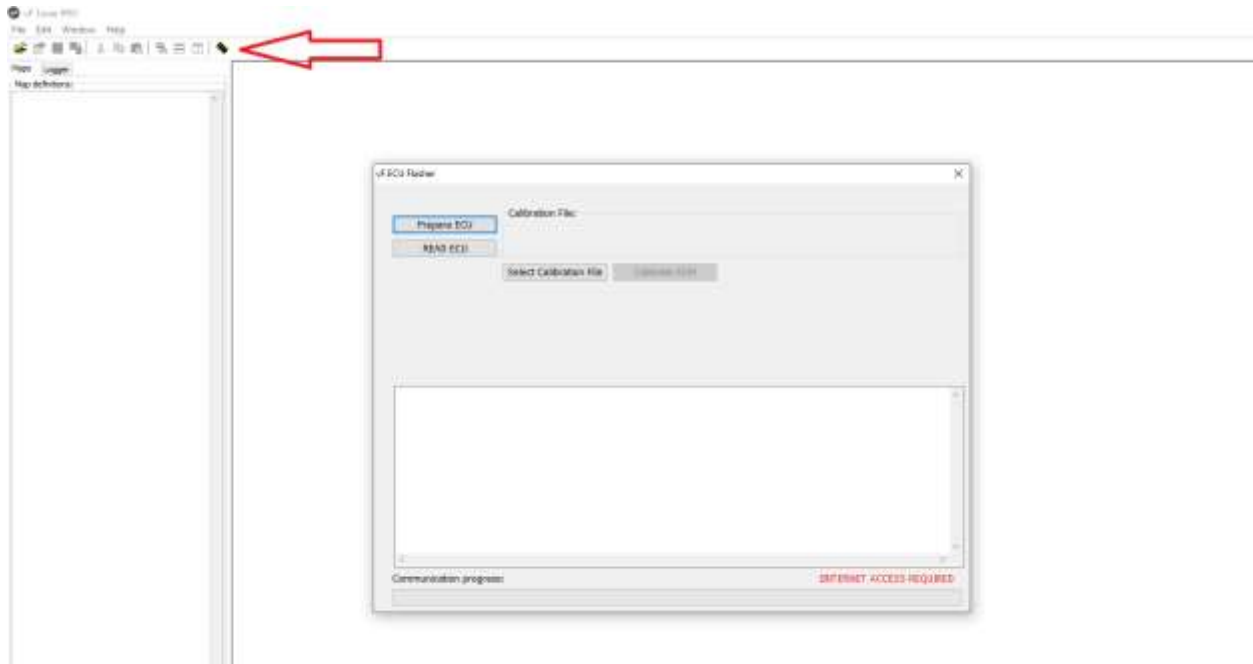 File Edit Window Help
Maps Logger
Map definitions:
vF ECU Flasher
Calibration File:
Prepare ECU
READ ECU
Select Calibration File
Communication progress:
INTERNET ACCESS REQUIRED